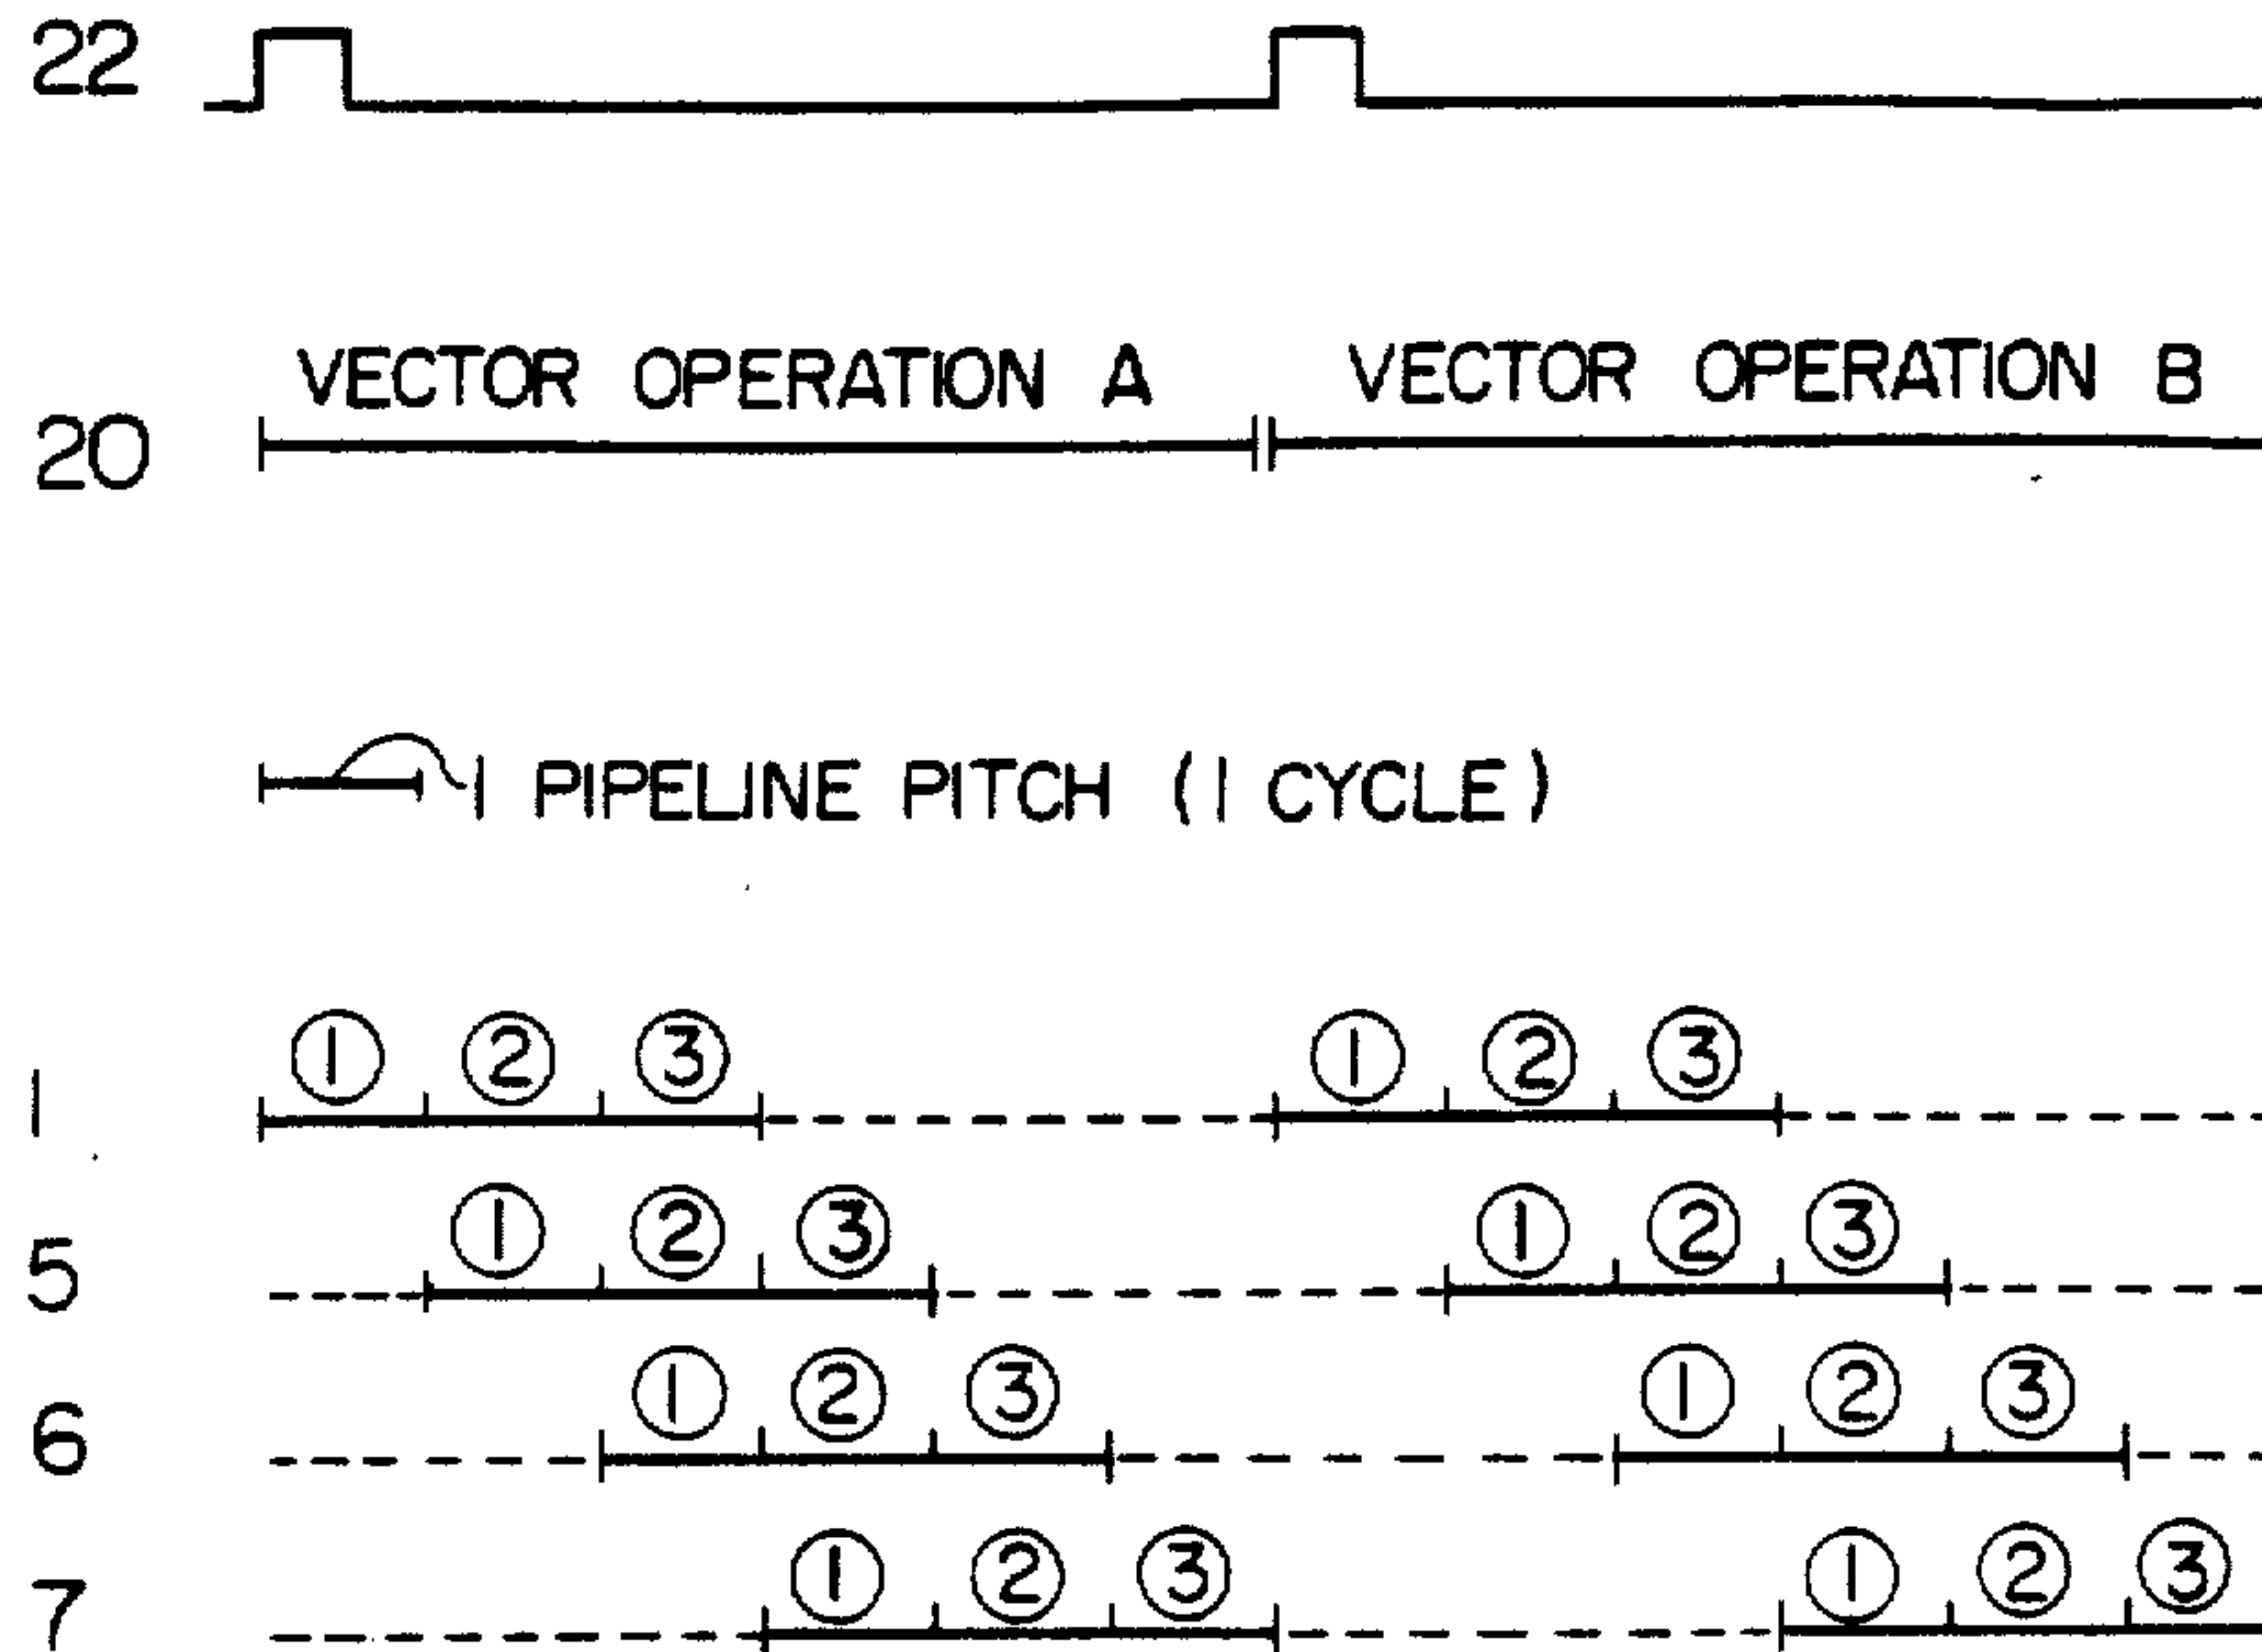 22
VECTOR OPERATION A VECTOR OPERATION B
20
1 PIPELINE PITCH (1 CYCLE)
① ② ③ ① ② ③
1
① ② ③ ① ② ③
5
① ② ③ ① ② ③
6
① ② ③ ① ② ③
7